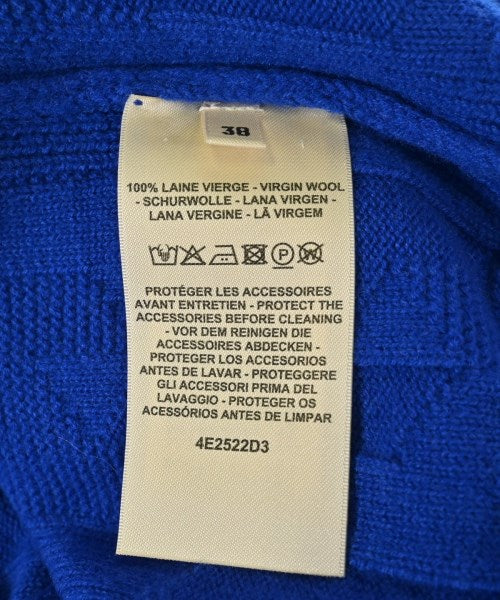 38
100% LAINE VIERGE - VIRGIN WOOL
- SCHURWOLLE - LANA VIRGEN -
LANA VERGINE - LÃ VIRGEM
P W
PROTÉGER LES ACCESSOIRES
AVANT ENTRETIEN - PROTECT THE
ACCESSORIES BEFORE CLEANING
- VOR DEM REINIGEN DIE
ACCESSOIRES ABDECKEN -
PROTEGER LOS ACCESORIOS
ANTES DE LAVAR - PROTEGGERE
GLI ACCESSORI PRIMA DEL
LAVAGGIO - PROTEGER OS
ACESSÓRIOS ANTES DE LIMPAR
4E2522D3